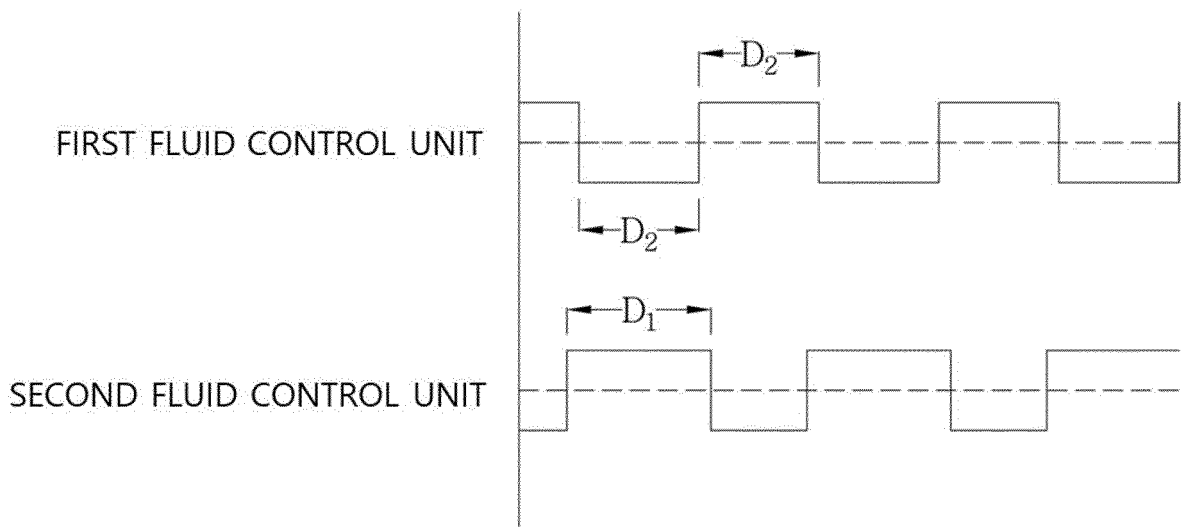 D₂
FIRST FLUID CONTROL UNIT
D₂
D₁
SECOND FLUID CONTROL UNIT